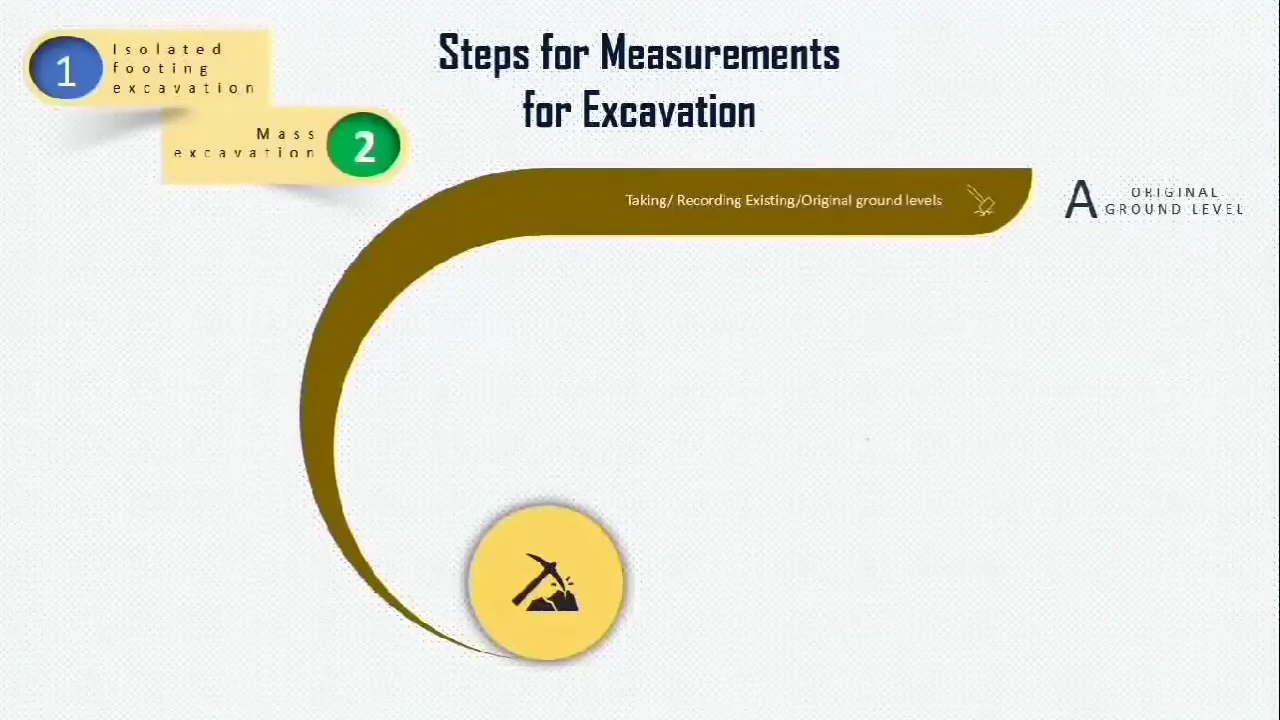 Steps for Measurements
for Excavation
1
Isolated
footing
excavation
Mass
excavation
2
Taking/ Recording Existing/Original ground levels
A
ORIGINAL
GROUND LEVEL